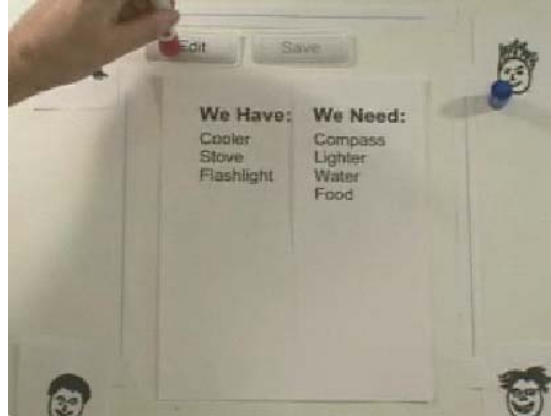 Edit Save
We Have: We Need:
Cooler Compass
Stove Lighter
Flashlight Water
Food